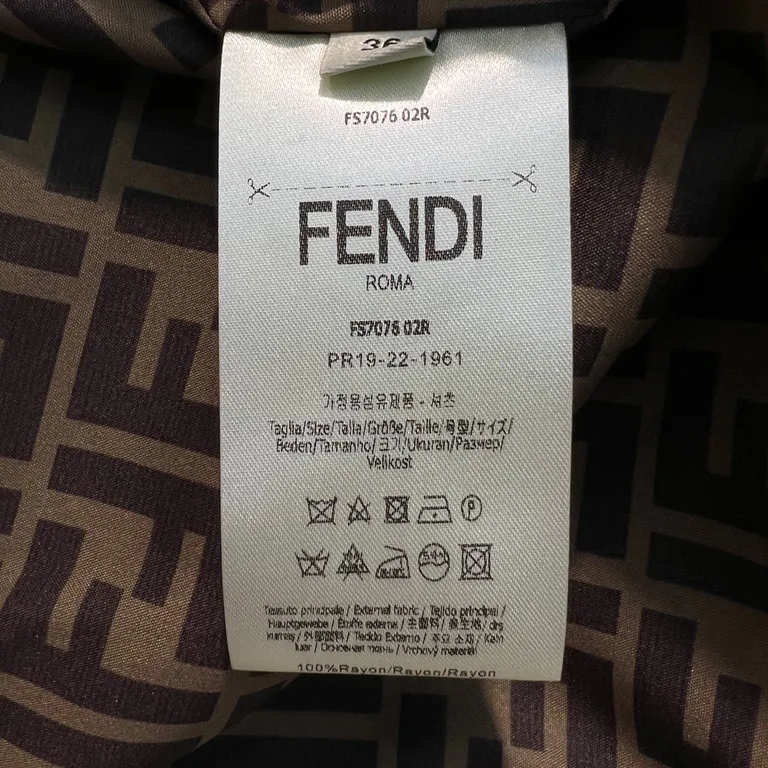 36
FS7076 02R
FENDI
ROMA
FS7076 02R
PR19-22-1961
가정용섬유제품 - 셔츠
Taglia/Size/Talla/Größe/Taille/号型/サイズ/
Beden/Tamanho/크기/Ukuran/Размер/
Velikost
P
Tessuto principale / External fabric / Tejido principal /
Hauptgewebe / Étoffe externe / 主面料 / 表生地 / dış
kumaş / 外部面料 / Tecido Externo / 주요 소재 / Kain
luar / Основная ткань / Vrchový materiál
100%Rayon/Rayon/Rayon